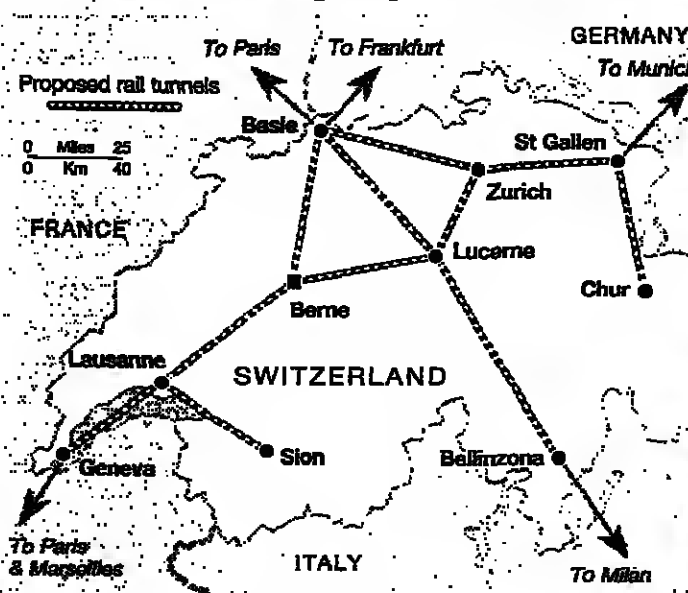 To Paris
To Frankfurt
GERMANY
To Munich
Proposed rail tunnels
Basle
0 Miles 25
0 Km 40
St Gallen
Zurich
FRANCE
Lucerne
Chur
Berne
Lausanne
SWITZERLAND
Geneva
Sion
Bellinzona
To Paris
& Marseilles
ITALY
To Milan